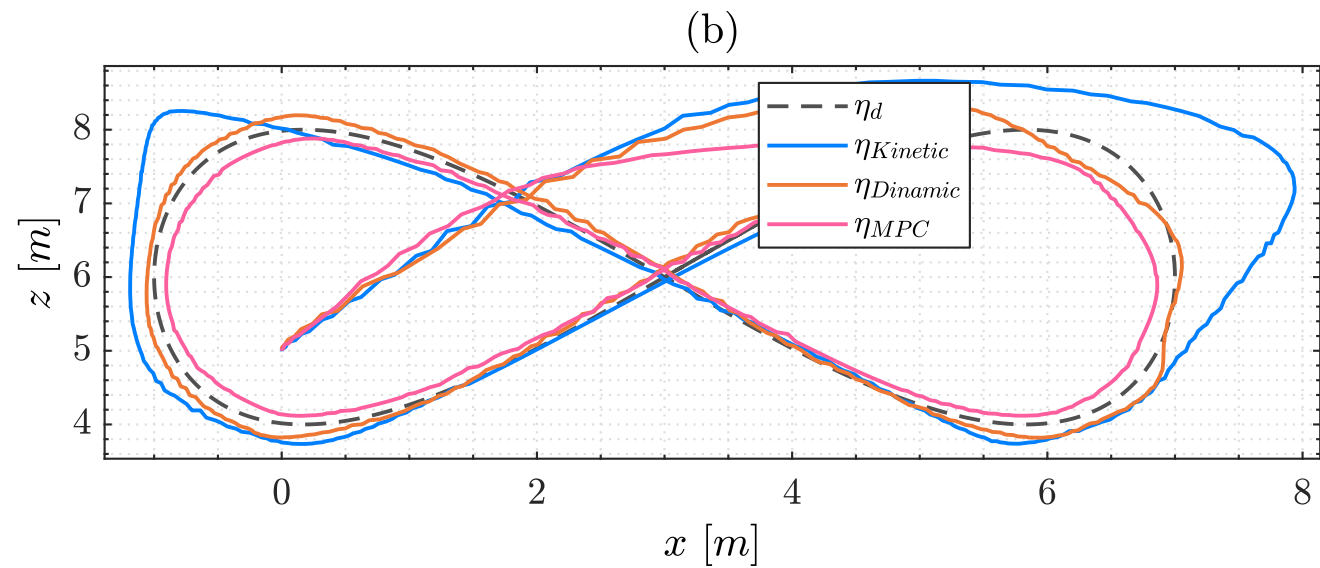 (b)
η_d
η_Kinetic
η_Dinamic
η_MPC
8
7
6
5
4
z [m]
0 2 4 6 8
x [m]